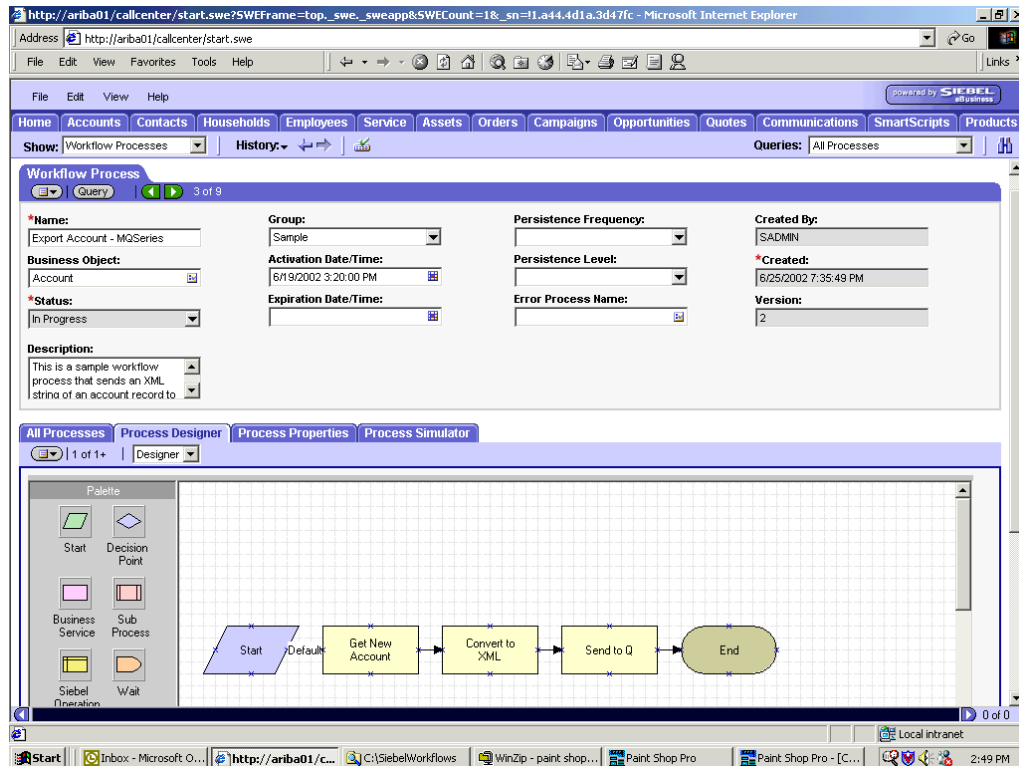 http://ariba01/callcenter/start.swe?SWEFrame=top._swe._sweapp&SWECount=1&_sn=!1.a44.4d1a.3d47fc - Microsoft Internet Explorer
Address http://ariba01/callcenter/start.swe Go
File Edit View Favorites Tools Help Links
File Edit View Help powered by SIEBEL eBusiness
Home Accounts Contacts Households Employees Service Assets Orders Campaigns Opportunities Quotes Communications SmartScripts Products
Show: Workflow Processes History: Queries: All Processes
Workflow Process
Query 3 of 9
*Name: Group: Persistence Frequency: Created By:
Export Account - MQSeries Sample SADMIN
Business Object: Activation Date/Time: Persistence Level: *Created:
Account 6/19/2002 3:20:00 PM 6/25/2002 7:35:49 PM
*Status: Expiration Date/Time: Error Process Name: Version:
In Progress 2
Description:
This is a sample workflow
process that sends an XML
string of an account record to
All Processes Process Designer Process Properties Process Simulator
1 of 1+ Designer
Palette
Start Decision Point
Business Service Sub Process
Siebel Operation Wait
Start Default Get New Account Convert to XML Send to Q End
0 of 0
Local intranet
Start Inbox - Microsoft O... http://ariba01/c... C:\SiebelWorkflows WinZip - paint shop... Paint Shop Pro Paint Shop Pro - [C... 2:49 PM